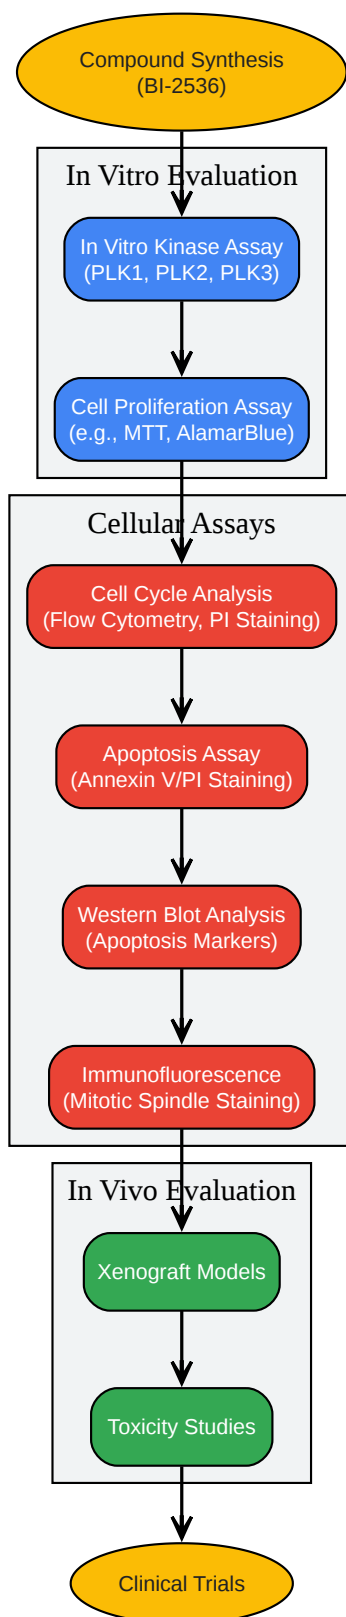 Compound Synthesis
(BI-2536)
In Vitro Evaluation
In Vitro Kinase Assay
(PLK1, PLK2, PLK3)
Cell Proliferation Assay
(e.g., MTT, AlamarBlue)
Cellular Assays
Cell Cycle Analysis
(Flow Cytometry, PI Staining)
Apoptosis Assay
(Annexin V/PI Staining)
Western Blot Analysis
(Apoptosis Markers)
Immunofluorescence
(Mitotic Spindle Staining)
In Vivo Evaluation
Xenograft Models
Toxicity Studies
Clinical Trials